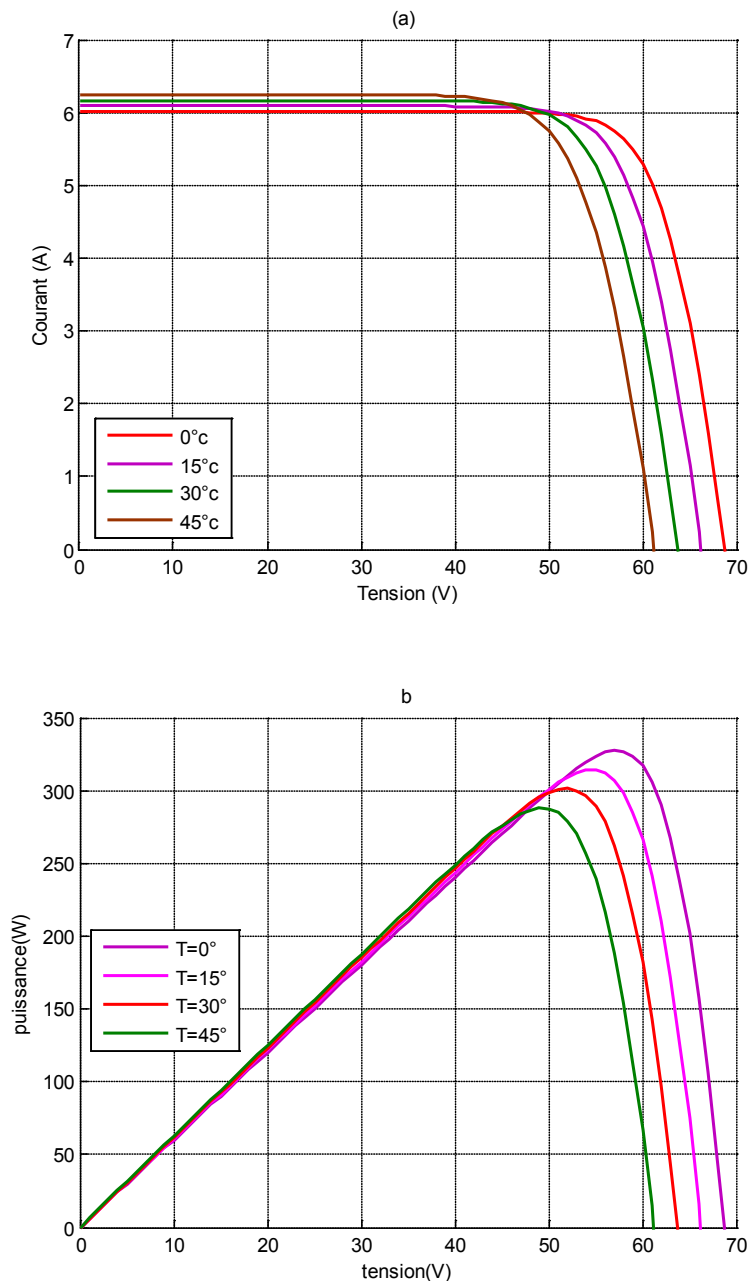 (a)
7
6
5
4
3
2
1
0
Courant (A)
0°c
15°c
30°c
45°c
0 10 20 30 40 50 60 70
Tension (V)
b
350
300
250
200
150
100
50
0
puissance(W)
T=0°
T=15°
T=30°
T=45°
0 10 20 30 40 50 60 70
tension(V)